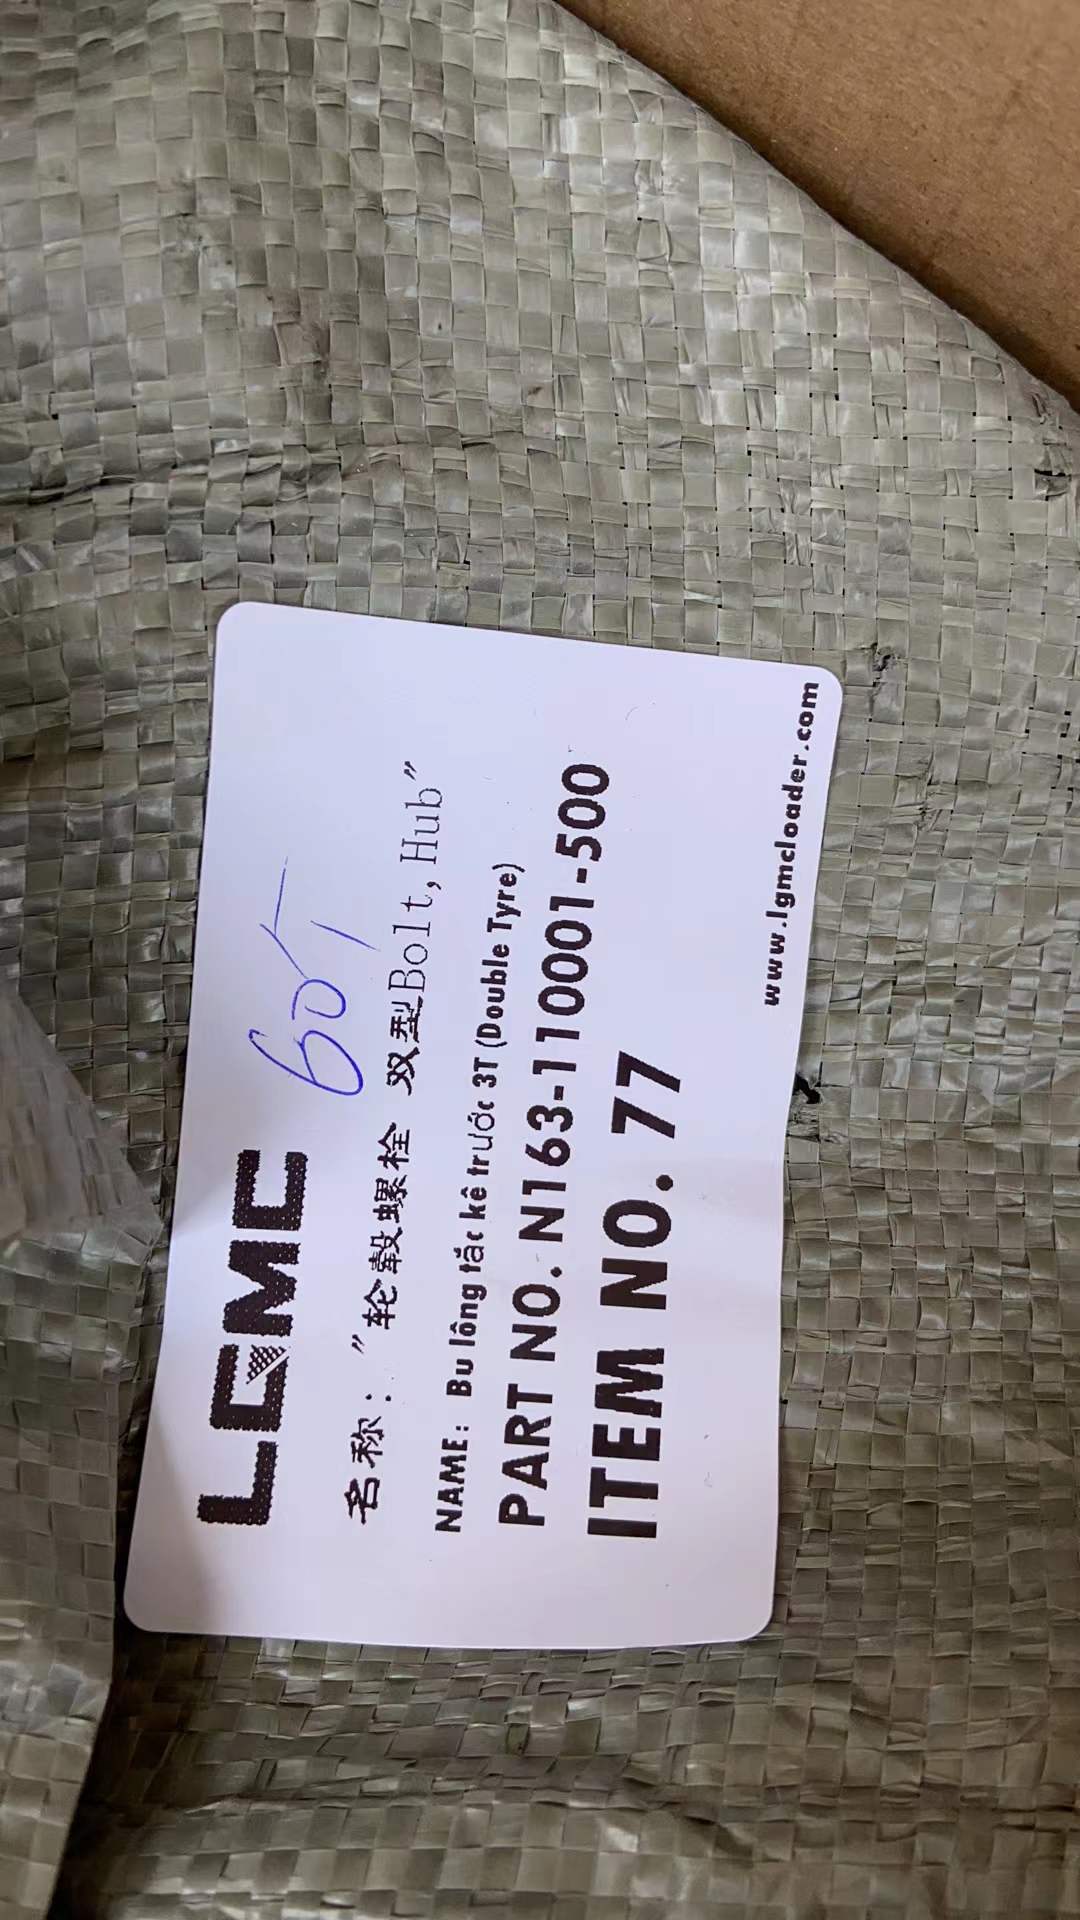 LGMC
名称："轮毂螺栓 双型Bolt,Hub"
NAME: Bu lông tắc kê trước 3T (Double Tyre)
PART NO. N163-110001-500
ITEM NO. 77
www.lgmcloader.com